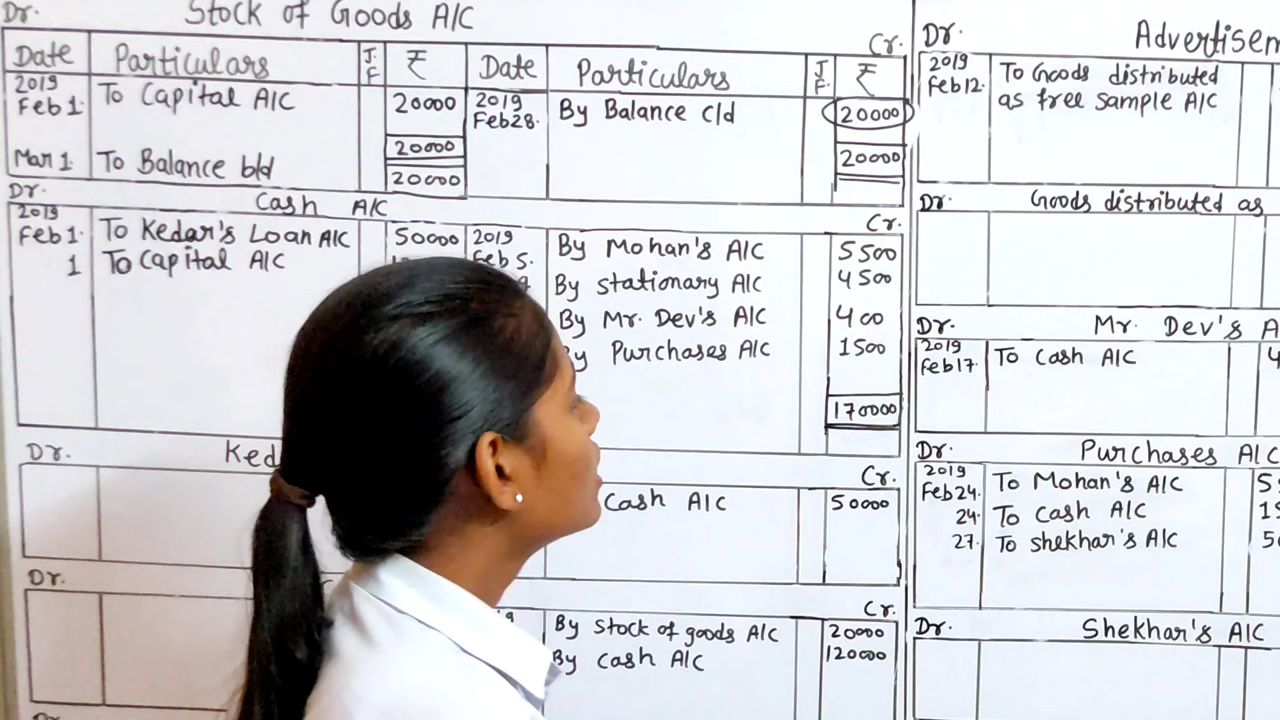 Dr. Stock of Goods A/C Cr.
Date Particulars J.F. ₹ Date Particulars J.F. ₹
2019 2019
Feb 1. To Capital A/C 20000 Feb 28. By Balance c/d 20000
20000 20000
Mar 1. To Balance b/d 20000
Dr. Cash A/C Cr.
2019 2019
Feb 1. To Kedar's Loan A/C 50000 Feb 5. By Mohan's A/C 5500
1 To Capital A/C By Stationary A/C 4500
By Mr. Dev's A/C 400
By Purchases A/C 1500
170000
Dr. Cr.
Cash A/C 50000
Dr. Cr.
By Stock of goods A/C 20000
By Cash A/C 120000
Dr.
2019
Feb 12. To Goods distributed
as free sample A/C
Dr. Goods distributed as
Dr. Mr. Dev's
2019
Feb 17. To Cash A/C
Dr. Purchases A/C
2019
Feb 24. To Mohan's A/C
24. To Cash A/C
27. To Shekhar's A/C
Dr. Shekhar's A/C